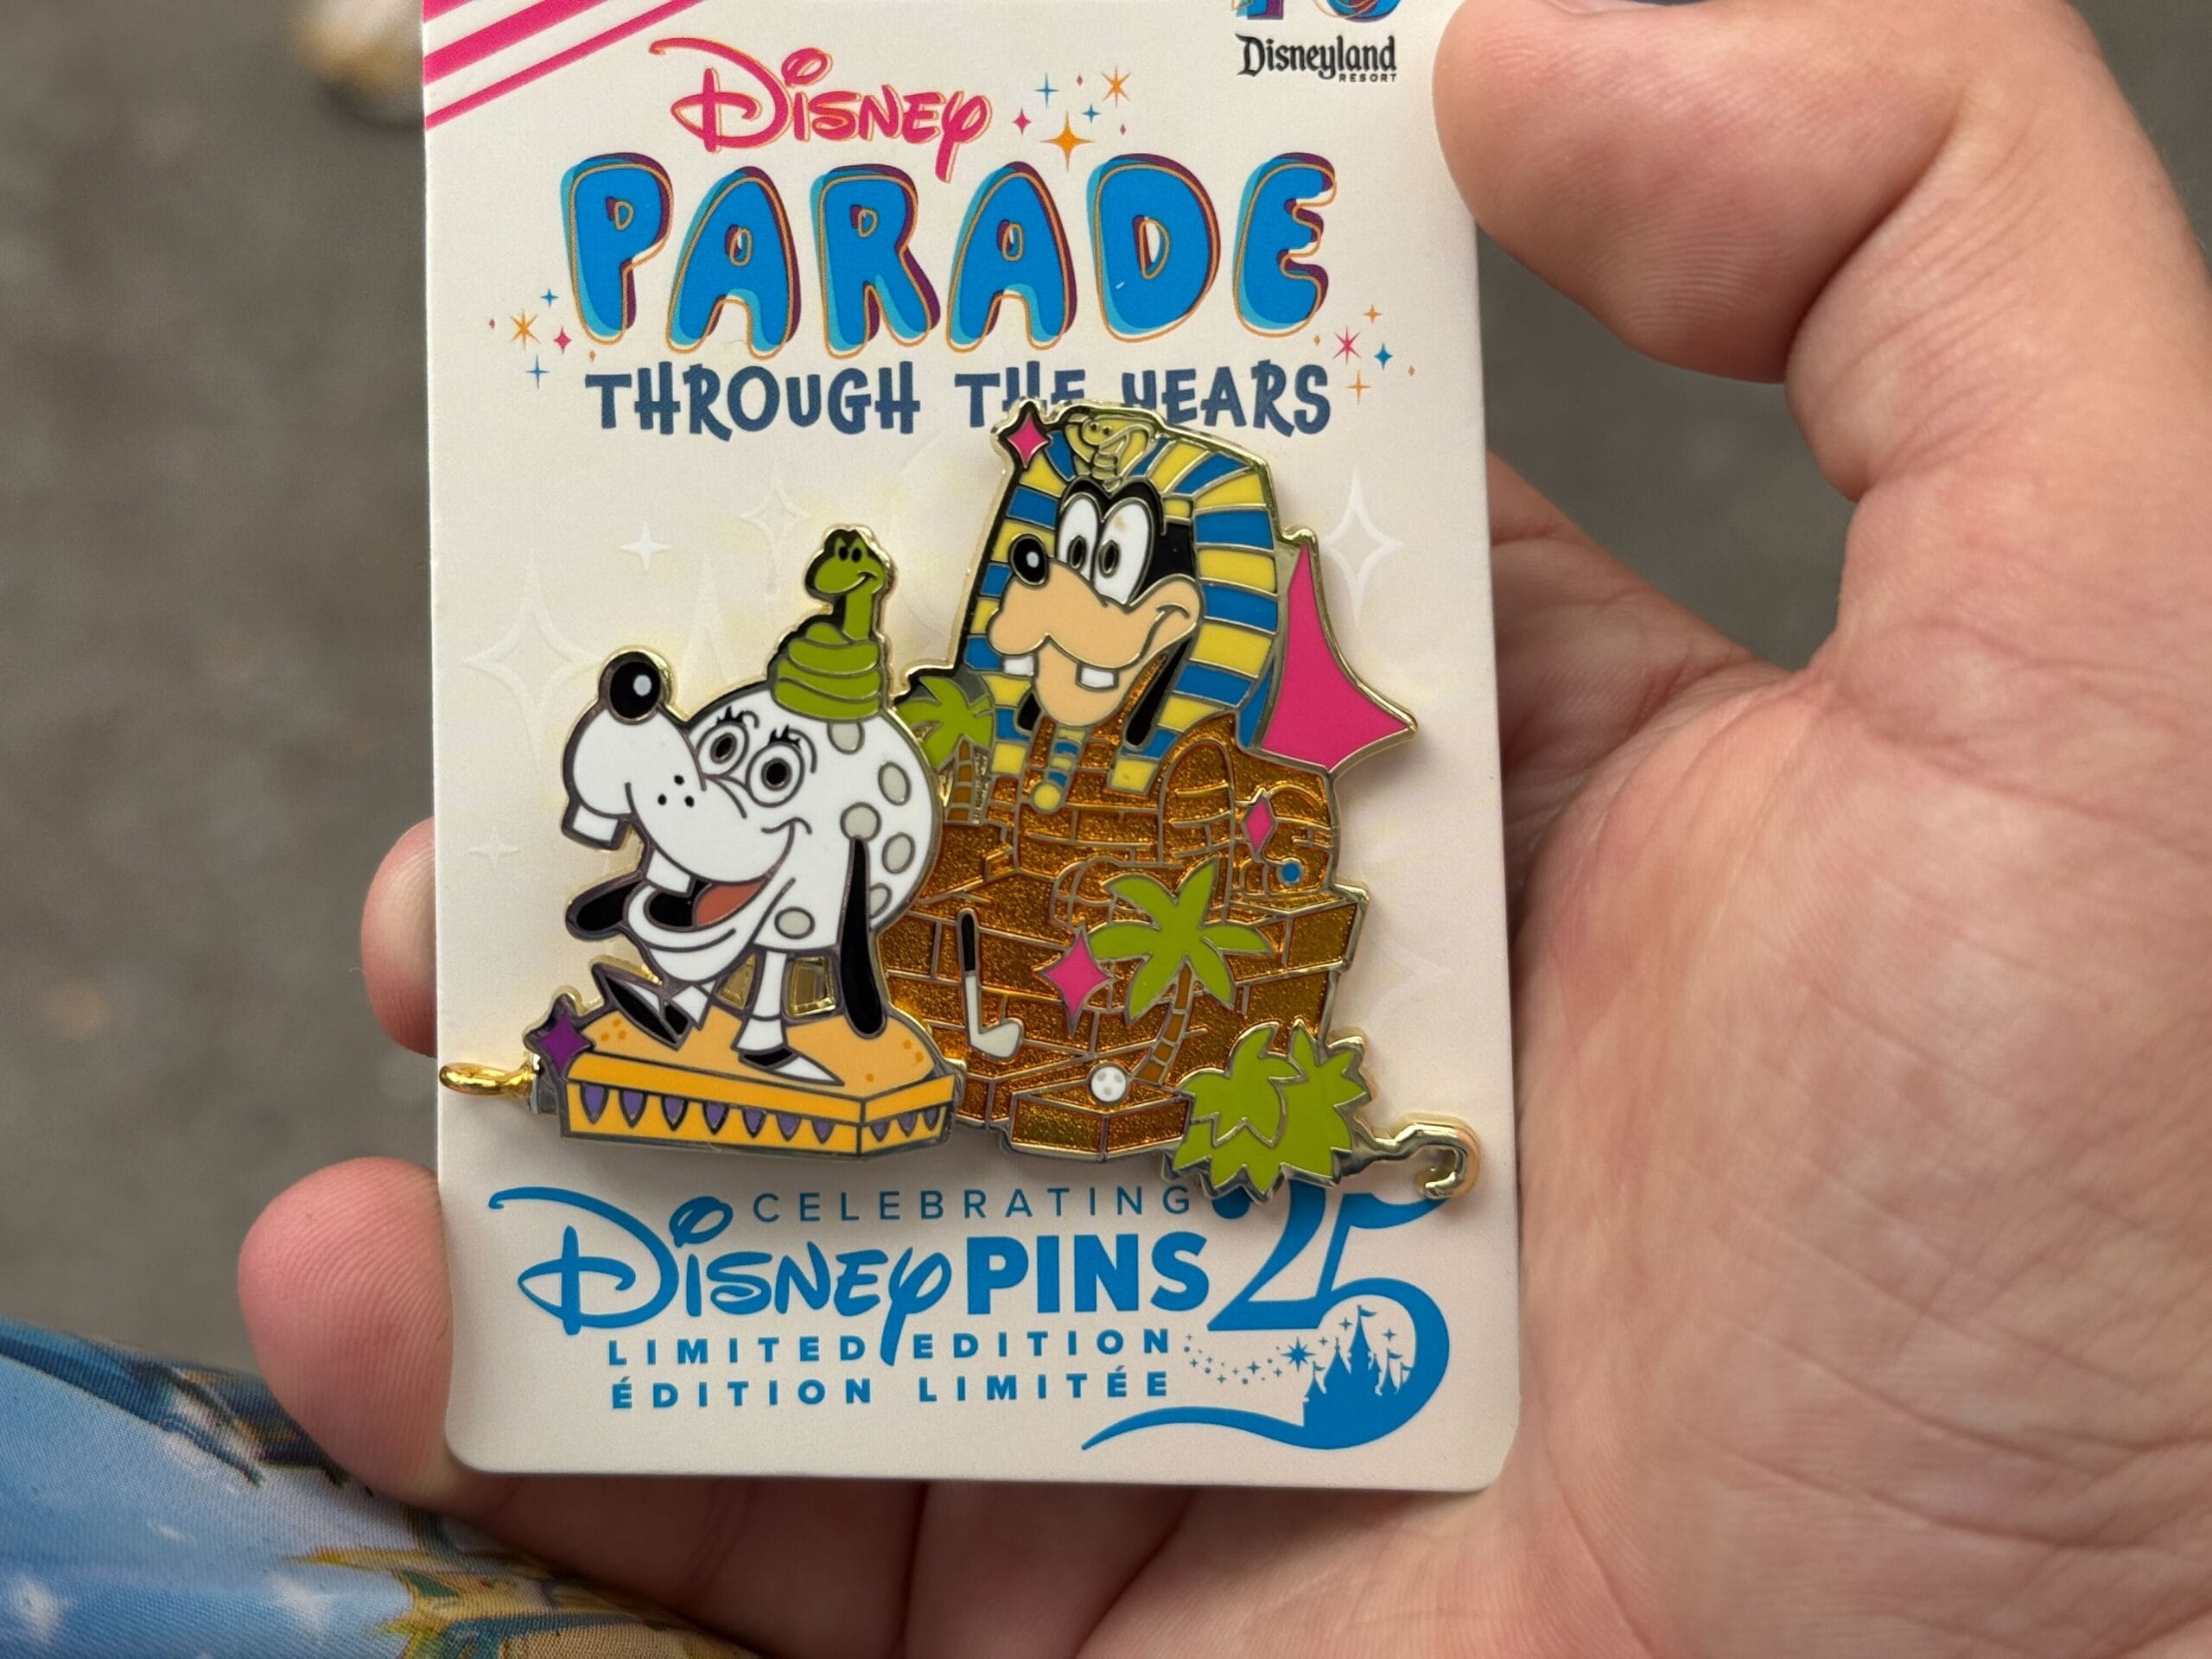 Disneyland
RESORT
Disney
PARADE
THROUGH THE YEARS
CELEBRATING
Disney PINS 25
LIMITED EDITION
ÉDITION LIMITÉE